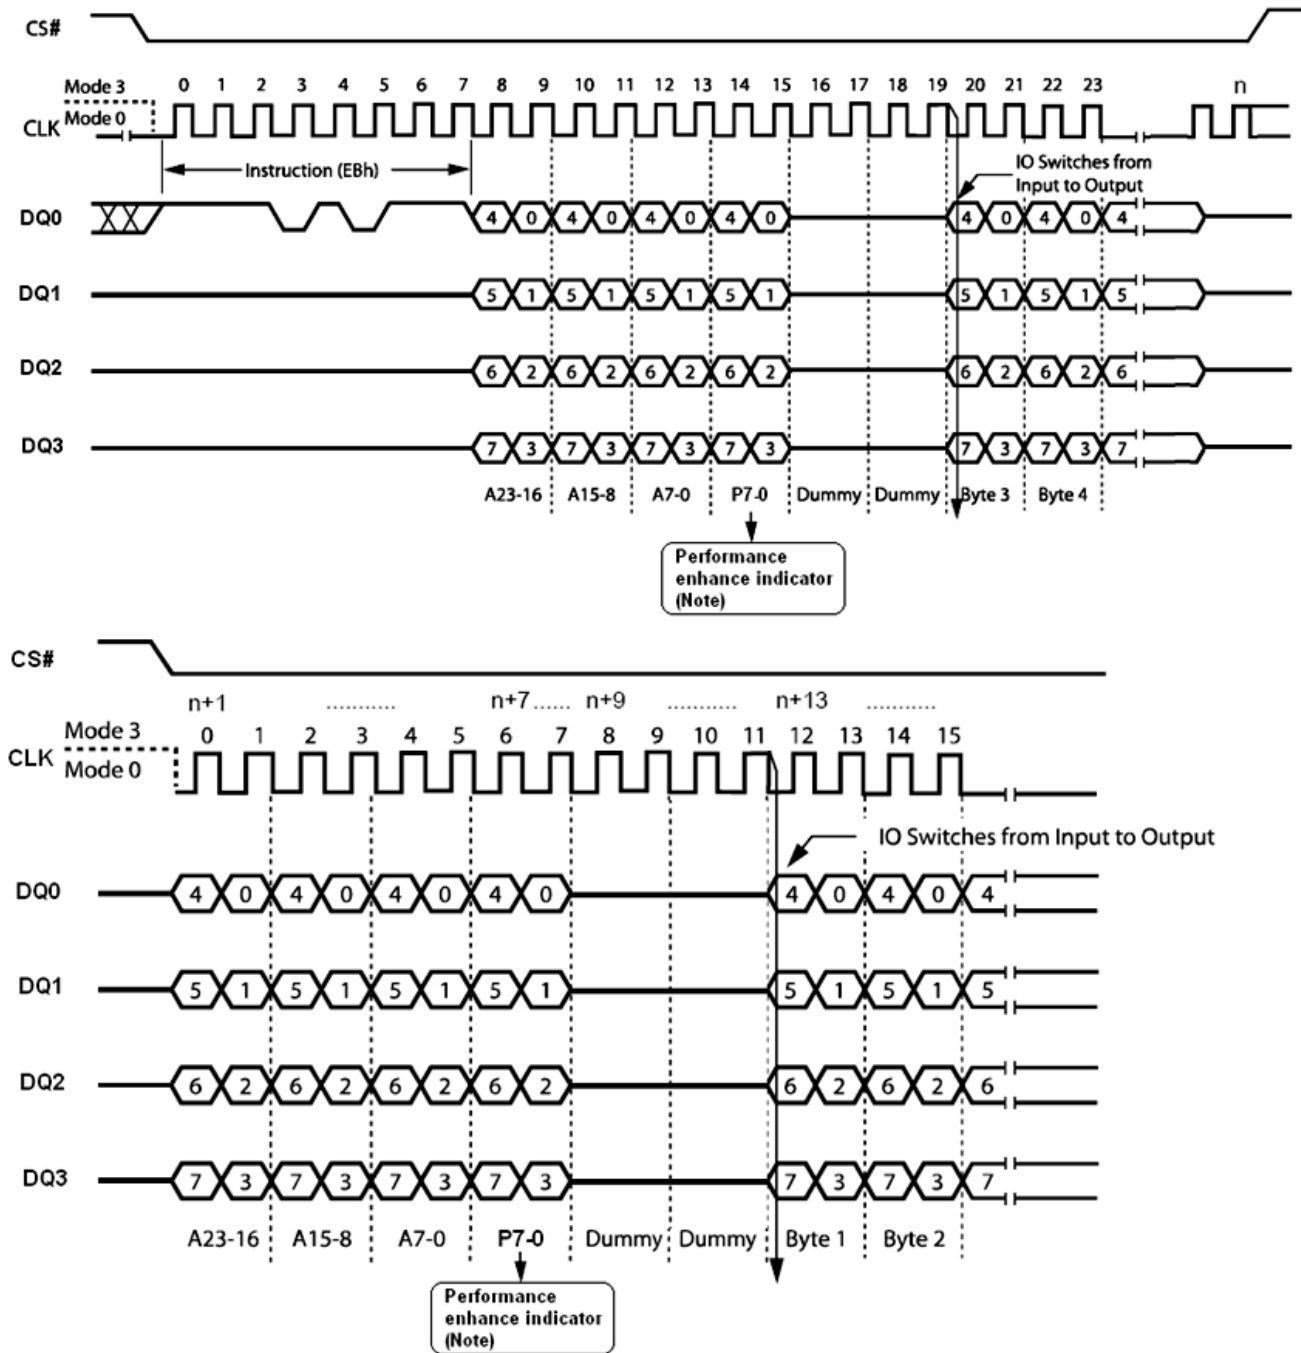 CS#
Mode 3
0 1 2 3 4 5 6 7 8 9 10 11 12 13 14 15 16 17 18 19 20 21 22 23 n
CLK Mode 0
Instruction (EBh)
IO Switches from
Input to Output
DQ0 4 0 4 0 4 0 4 0 4 0 4 0 4
DQ1 5 1 5 1 5 1 5 1 5 1 5 1 5
DQ2 6 2 6 2 6 2 6 2 6 2 6 2 6
DQ3 7 3 7 3 7 3 7 3 7 3 7 3 7
A23-16 A15-8 A7-0 P7-0 Dummy Dummy Byte 3 Byte 4
Performance
enhance indicator
(Note)
CS#
n+1 ........... n+7 ...... n+9 ........... n+13 ...........
Mode 3
0 1 2 3 4 5 6 7 8 9 10 11 12 13 14 15
CLK Mode 0
IO Switches from Input to Output
DQ0 4 0 4 0 4 0 4 0 4 0 4 0 4
DQ1 5 1 5 1 5 1 5 1 5 1 5 1 5
DQ2 6 2 6 2 6 2 6 2 6 2 6 2 6
DQ3 7 3 7 3 7 3 7 3 7 3 7 3 7
A23-16 A15-8 A7-0 P7-0 Dummy Dummy Byte 1 Byte 2
Performance
enhance indicator
(Note)